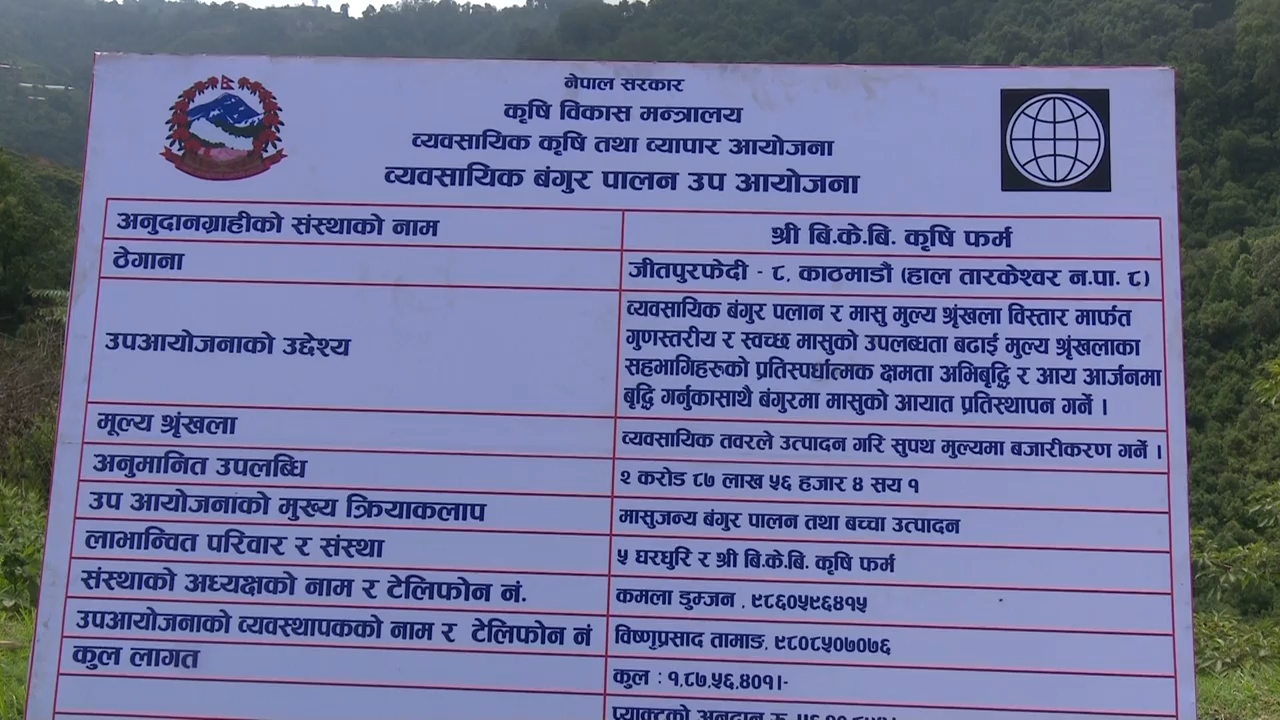 नेपाल सरकार
कृषि विकास मन्त्रालय
व्यवसायिक कृषि तथा व्यापार आयोजना
व्यवसायिक बंगुर पालन उप आयोजना
अनुदानग्राहीको संस्थाको नाम श्री बि.के.बि. कृषि फर्म
ठेगाना जीतपुरफेदी - ८, काठमाडौं (हाल तारकेश्वर न.पा. ८)
उपआयोजनाको उद्देश्य व्यवसायिक बंगुर पलान र मासु मुल्य श्रृंखला विस्तार मार्फत
गुणस्तरीय र स्वच्छ मासुको उपलब्धता बढाई मुल्य श्रृंखलाका
सहभागिहरुको प्रतिस्पर्धात्मक क्षमता अभिबृद्धि र आय आर्जनमा
बृद्धि गर्नुकासाथै बंगुरमा मासुको आयात प्रतिस्थापन गर्ने ।
मूल्य श्रृंखला व्यवसायिक तवरले उत्पादन गरि सुपथ मुल्यमा बजारीकरण गर्ने ।
अनुमानित उपलब्धि २ करोड ८७ लाख ५६ हजार ४ सय १
उप आयोजनाको मुख्य क्रियाकलाप मासुजन्य बंगुर पालन तथा बच्चा उत्पादन
लाभान्वित परिवार र संस्था ५ घरघुरि र श्री बि.के.बि. कृषि फर्म
संस्थाको अध्यक्षको नाम र टेलिफोन नं. कमला डुम्जन , ९८६०५९६४१५
उपआयोजनाको व्यवस्थापकको नाम र टेलिफोन नं विष्णुप्रसाद तामाङ, ९८०८५०७०७६
कुल लागत कुल : १,८७,५६,४०१।-
प्याक्टको अनुदान रु